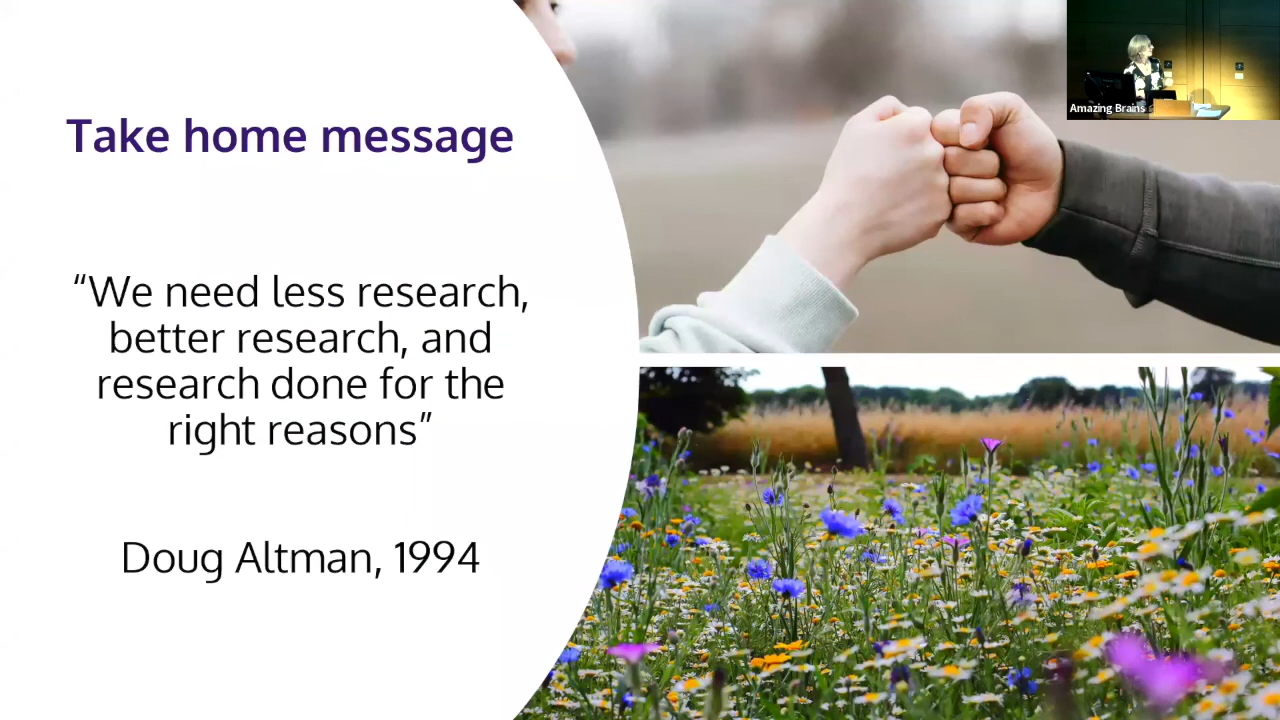 Take home message
“We need less research,
better research, and
research done for the
right reasons”
Doug Altman, 1994
Amazing Brains